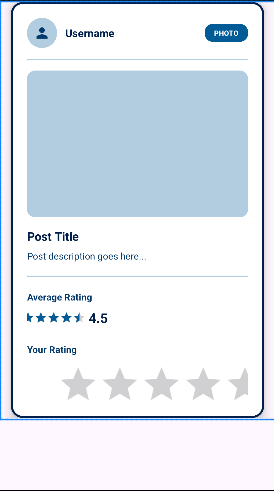 Username
PHOTO
Post Title
Post description goes here...
Average Rating
4.5
Your Rating